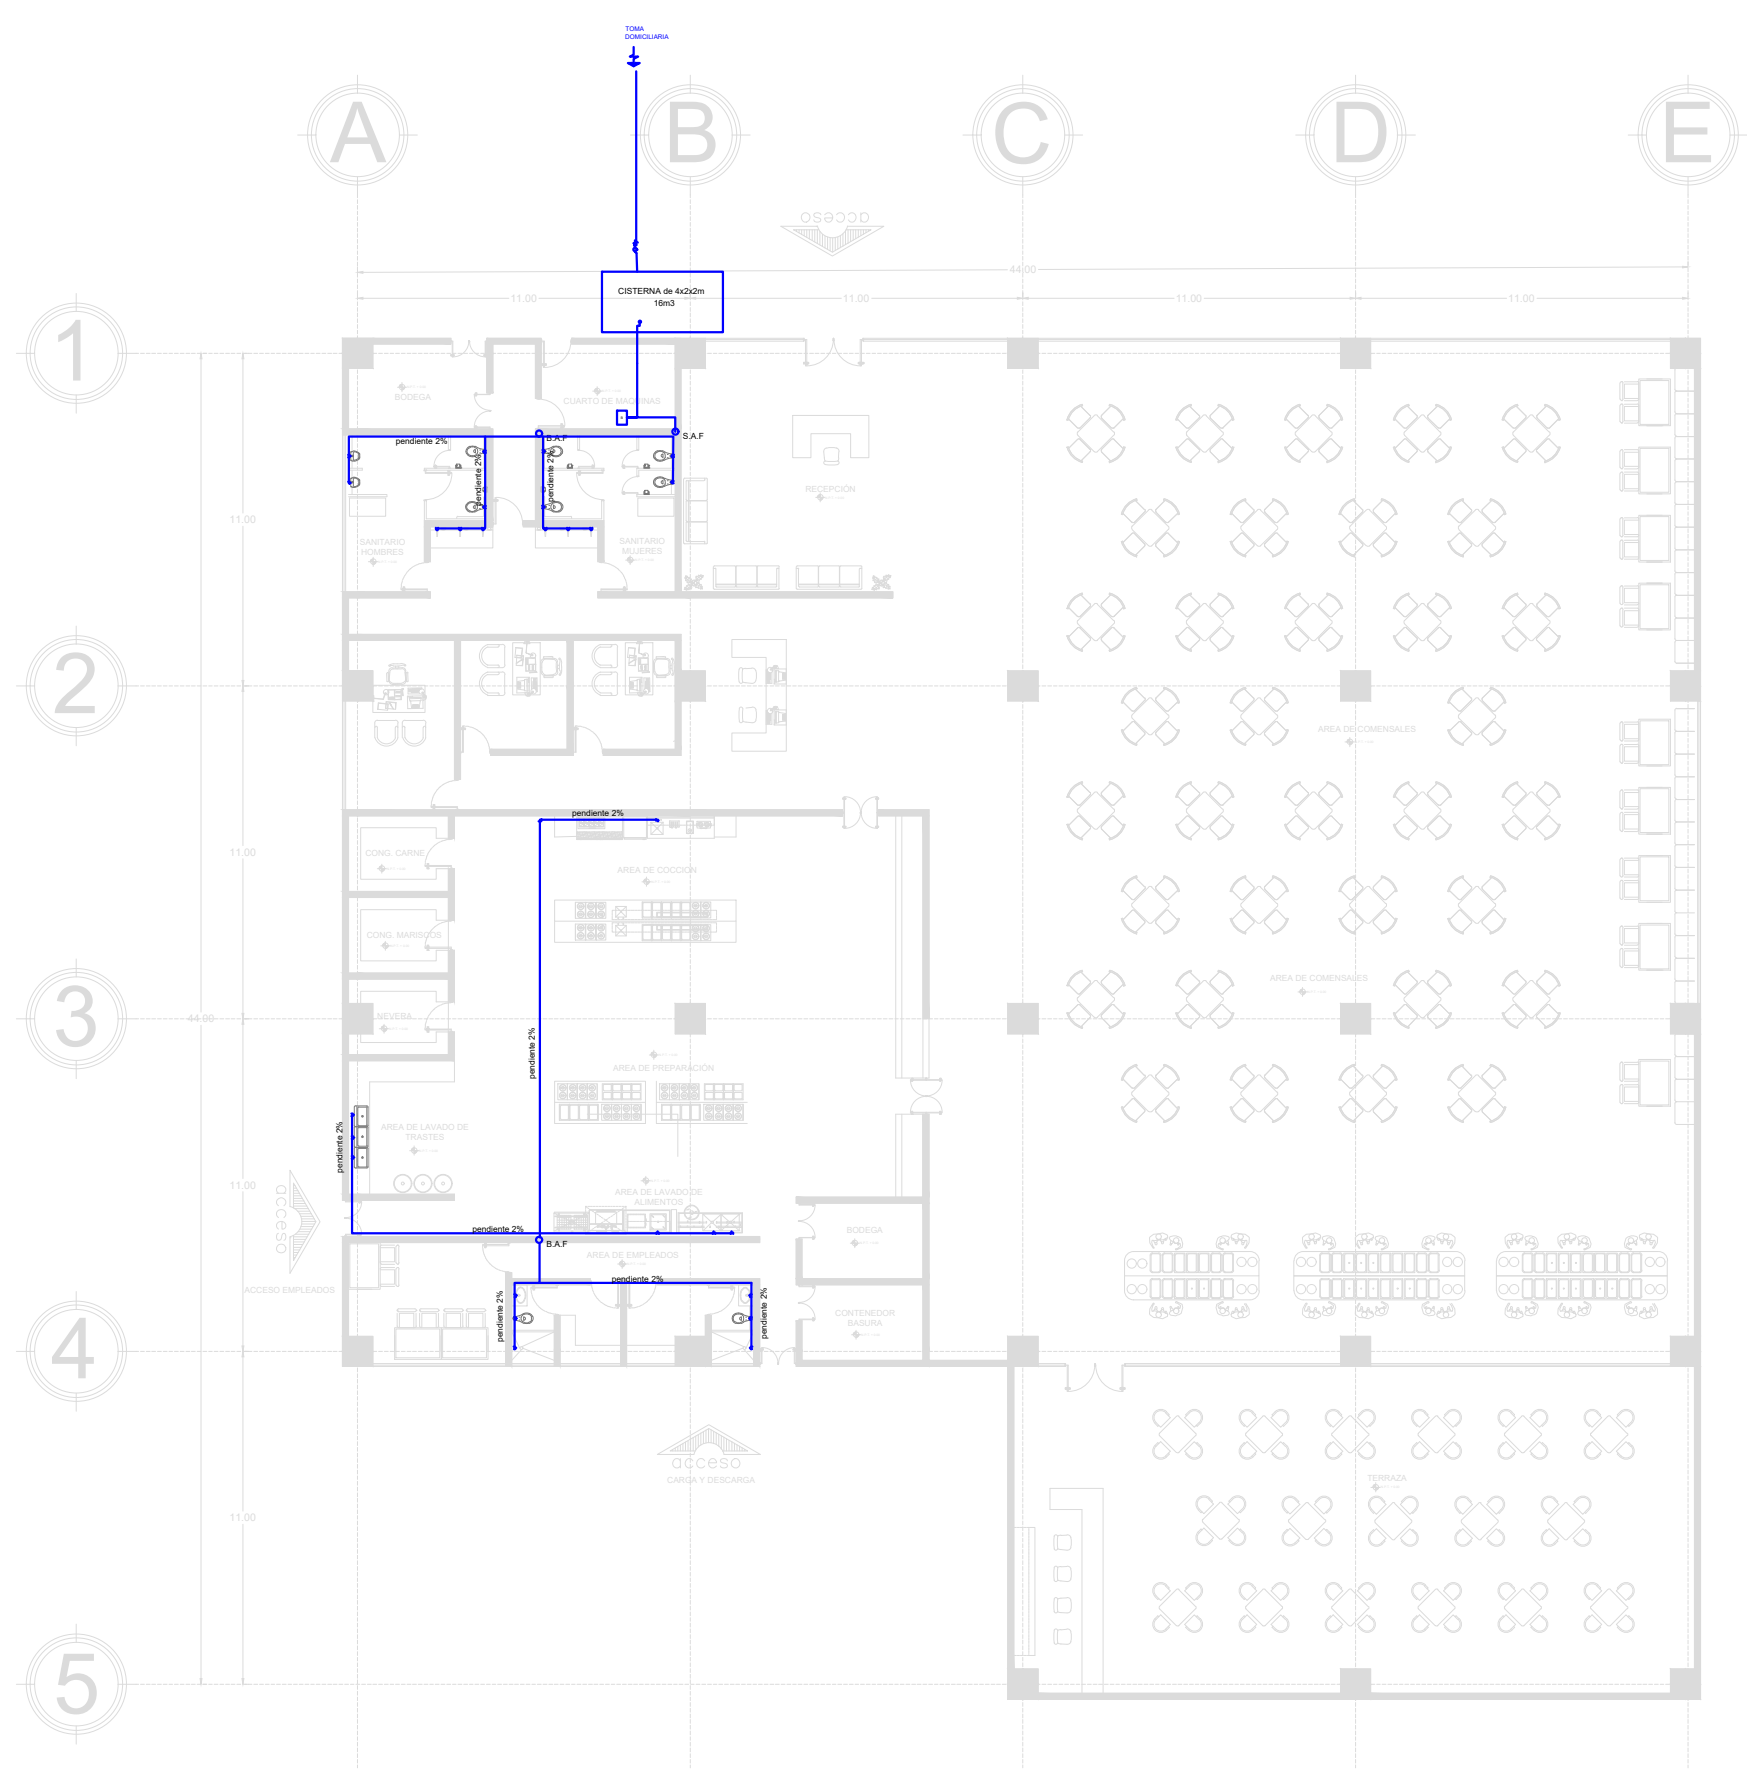 TOMA
DOMICILIARIA
A
B
C
D
E
acceso
44.00
CISTERNA de 4x2x2m
16m3
11.00
11.00
11.00
11.00
1
BODEGA
CUARTO DE MAQUINAS
B.A.F
S.A.F
pendiente 2%
pendiente 2%
pendiente 2%
RECEPCIÓN
11.00
SANITARIO
HOMBRES
SANITARIO
MUJERES
2
AREA DE COMENSALES
pendiente 2%
11.00
CONG. CARNE
AREA DE COCCION
CONG. MARISCOS
AREA DE COMENSALES
3
44.00
NEVERA
pendiente 2%
AREA DE PREPARACIÓN
AREA DE LAVADO DE
TRASTES
pendiente 2%
11.00
acceso
AREA DE LAVADO DE
ALIMENTOS
pendiente 2%
BODEGA
B.A.F
AREA DE EMPLEADOS
ACCESO EMPLEADOS
pendiente 2%
pendiente 2%
pendiente 2%
CONTENEDOR
BASURA
4
acceso
CARGA Y DESCARGA
TERRAZA
11.00
5